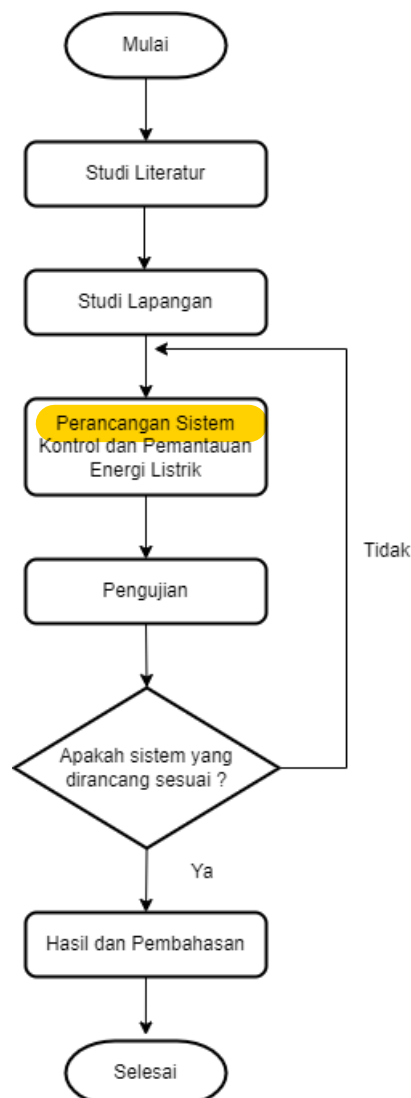 Mulai
Studi Literatur
Studi Lapangan
Perancangan Sistem
Kontrol dan Pemantauan
Energi Listrik
Tidak
Pengujian
Apakah sistem yang
dirancang sesuai ?
Ya
Hasil dan Pembahasan
Selesai